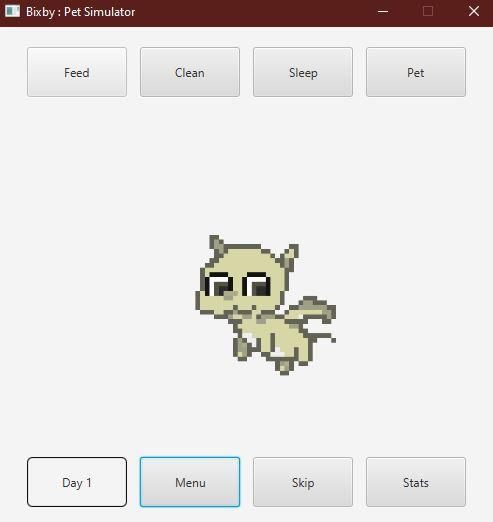 Bixby : Pet Simulator
Feed Clean Sleep Pet
Day 1 Menu Skip Stats